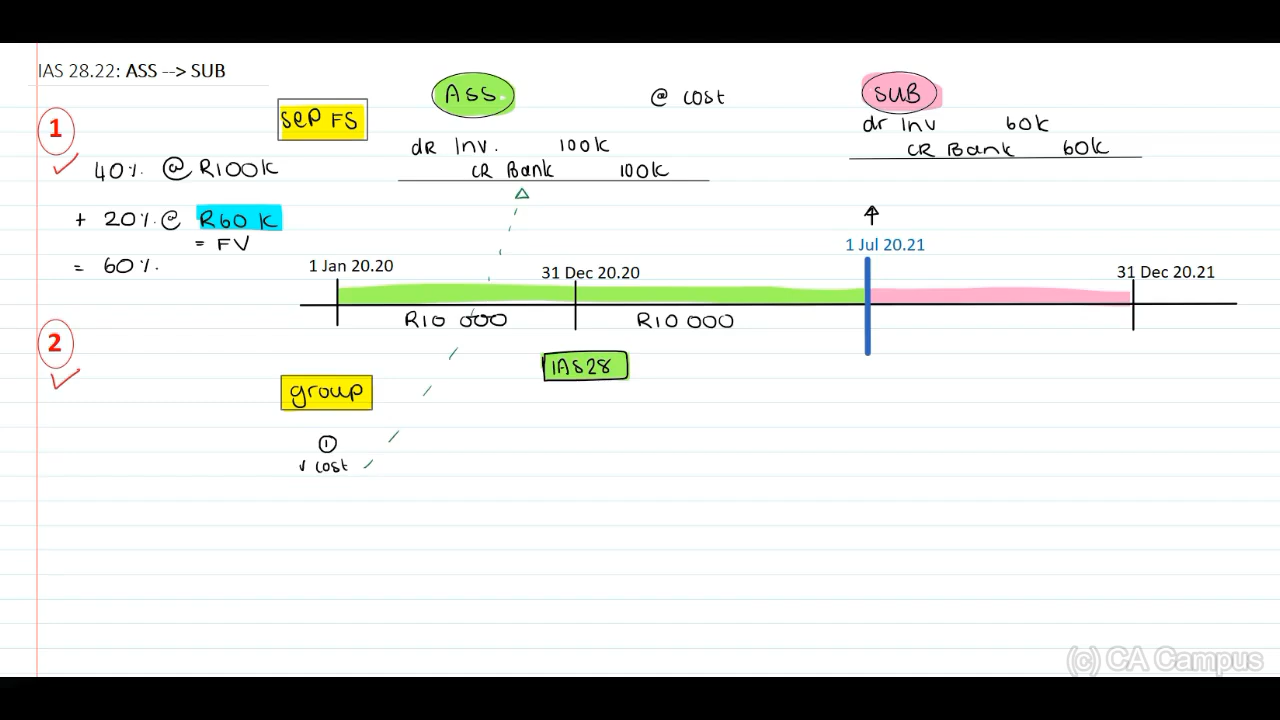 IAS 28.22: ASS --> SUB
1
Sep FS
ASS.
@ cost
SUB
dr Inv 60k
CR Bank 60k
dR Inv. 100k
CR Bank 100k
40% @ R100K
+ 20% @ R60 K
= FV
= 60%.
1 Jan 20.20
31 Dec 20.20
1 Jul 20.21
31 Dec 20.21
R10 000
R10 000
2
IAS28
group
1
√ cost
(c) CA Campus